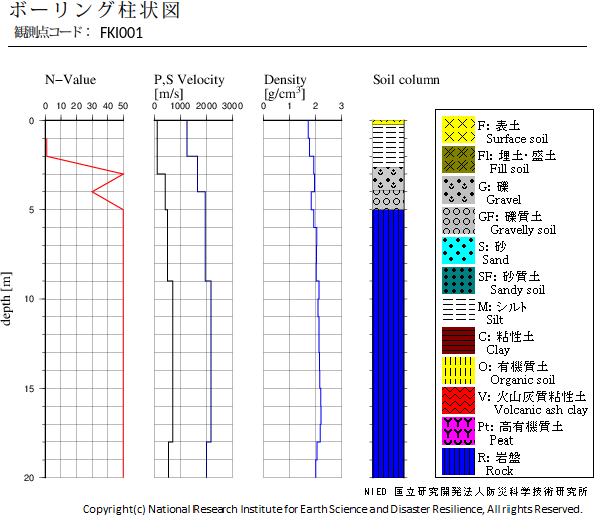 ボーリング柱状図
観測点コード： FKI001
N−Value
P,S Velocity
[m/s]
Density
[g/cm³]
Soil column
0 10 20 30 40 50
0 1000 2000 3000
0 1 2 3
0
5
10
15
20
depth [m]
F: 表土
Surface soil
Fl: 埋土・盛土
Fill soil
G: 礫
Gravel
GF: 礫質土
Gravelly soil
S: 砂
Sand
SF: 砂質土
Sandy soil
M: シルト
Silt
C: 粘性土
Clay
O: 有機質土
Organic soil
V: 火山灰質粘性土
Volcanic ash clay
Pt: 高有機質土
Peat
R: 岩盤
Rock
NIED 国立研究開発法人防災科学技術研究所
Copyright(c) National Research Institute for Earth Science and Disaster Resilience, All rights Reserved.